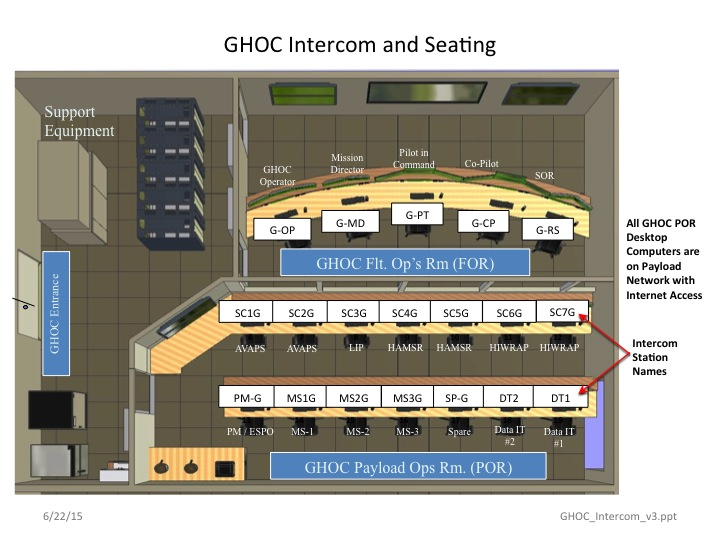 GHOC Intercom and Seating
Support
Equipment
GHOC
Operator
Mission
Director
Pilot in
Command
Co-Pilot
SOR
G-OP
G-MD
G-PT
G-CP
G-RS
GHOC Flt. Op's Rm (FOR)
All GHOC POR
Desktop
Computers are
on Payload
Network with
Internet Access
GHOC Entrance
SC1G
SC2G
SC3G
SC4G
SC5G
SC6G
SC7G
AVAPS
AVAPS
LIP
HAMSR
HAMSR
HIWRAP
HIWRAP
Intercom
Station
Names
PM-G
MS1G
MS2G
MS3G
SP-G
DT2
DT1
PM / ESPO
MS-1
MS-2
MS-3
Spare
Data IT
#2
Data IT
#1
GHOC Payload Ops Rm. (POR)
6/22/15
GHOC_Intercom_v3.ppt